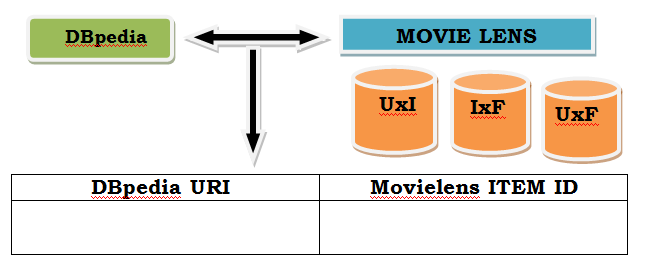 DBpedia
MOVIE LENS
UxI
IxF
UxF
DBpedia URI
Movielens ITEM ID